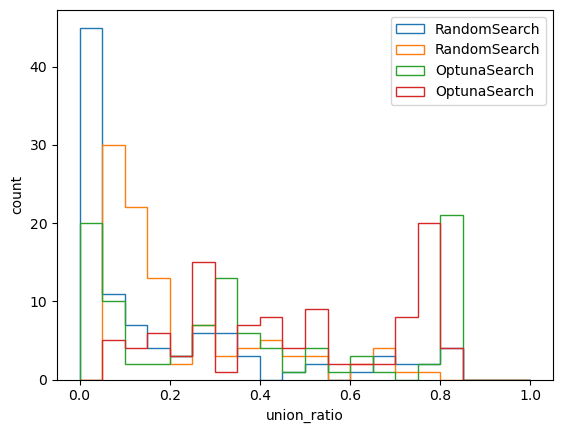 RandomSearch
RandomSearch
OptunaSearch
OptunaSearch
count
40
30
20
10
0
0.0 0.2 0.4 0.6 0.8 1.0
union_ratio